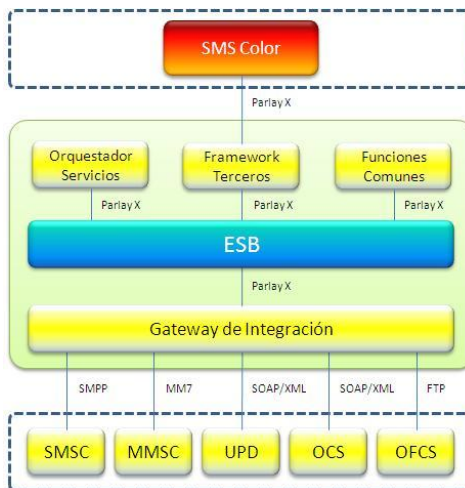 SMS Color
Parlay X
Orquestador
Servicios
Framework
Terceros
Funciones
Comunes
Parlay X
Parlay X
Parlay X
ESB
Parlay X
Gateway de Integración
SMPP
MM7
SOAP/XML
SOAP/XML
FTP
SMSC
MMSC
UPD
OCS
OFCS